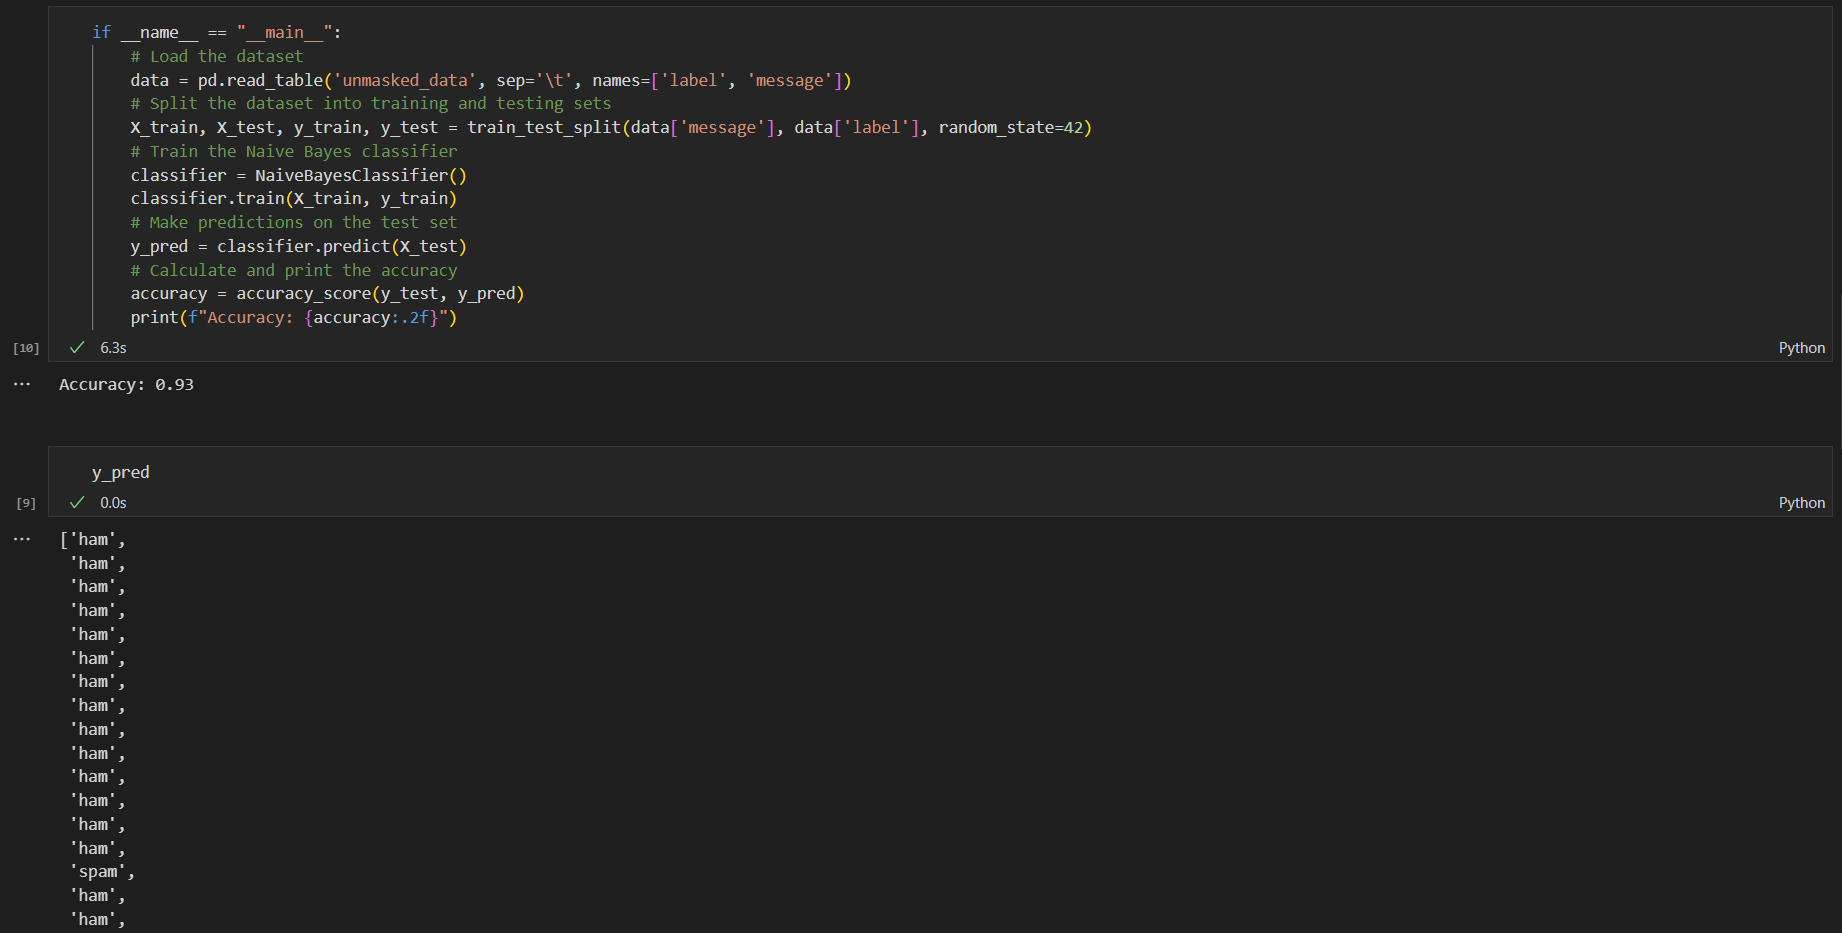 if __name__ == "__main__":
    # Load the dataset
    data = pd.read_table('unmasked_data', sep='\t', names=['label', 'message'])
    # Split the dataset into training and testing sets
    X_train, X_test, y_train, y_test = train_test_split(data['message'], data['label'], random_state=42)
    # Train the Naive Bayes classifier
    classifier = NaiveBayesClassifier()
    classifier.train(X_train, y_train)
    # Make predictions on the test set
    y_pred = classifier.predict(X_test)
    # Calculate and print the accuracy
    accuracy = accuracy_score(y_test, y_pred)
    print(f"Accuracy: {accuracy:.2f}")
[10] ✓ 6.3s Python
··· Accuracy: 0.93
y_pred
[9] ✓ 0.0s Python
··· ['ham',
 'ham',
 'ham',
 'ham',
 'ham',
 'ham',
 'ham',
 'ham',
 'ham',
 'ham',
 'ham',
 'ham',
 'ham',
 'ham',
 'spam',
 'ham',
 'ham',